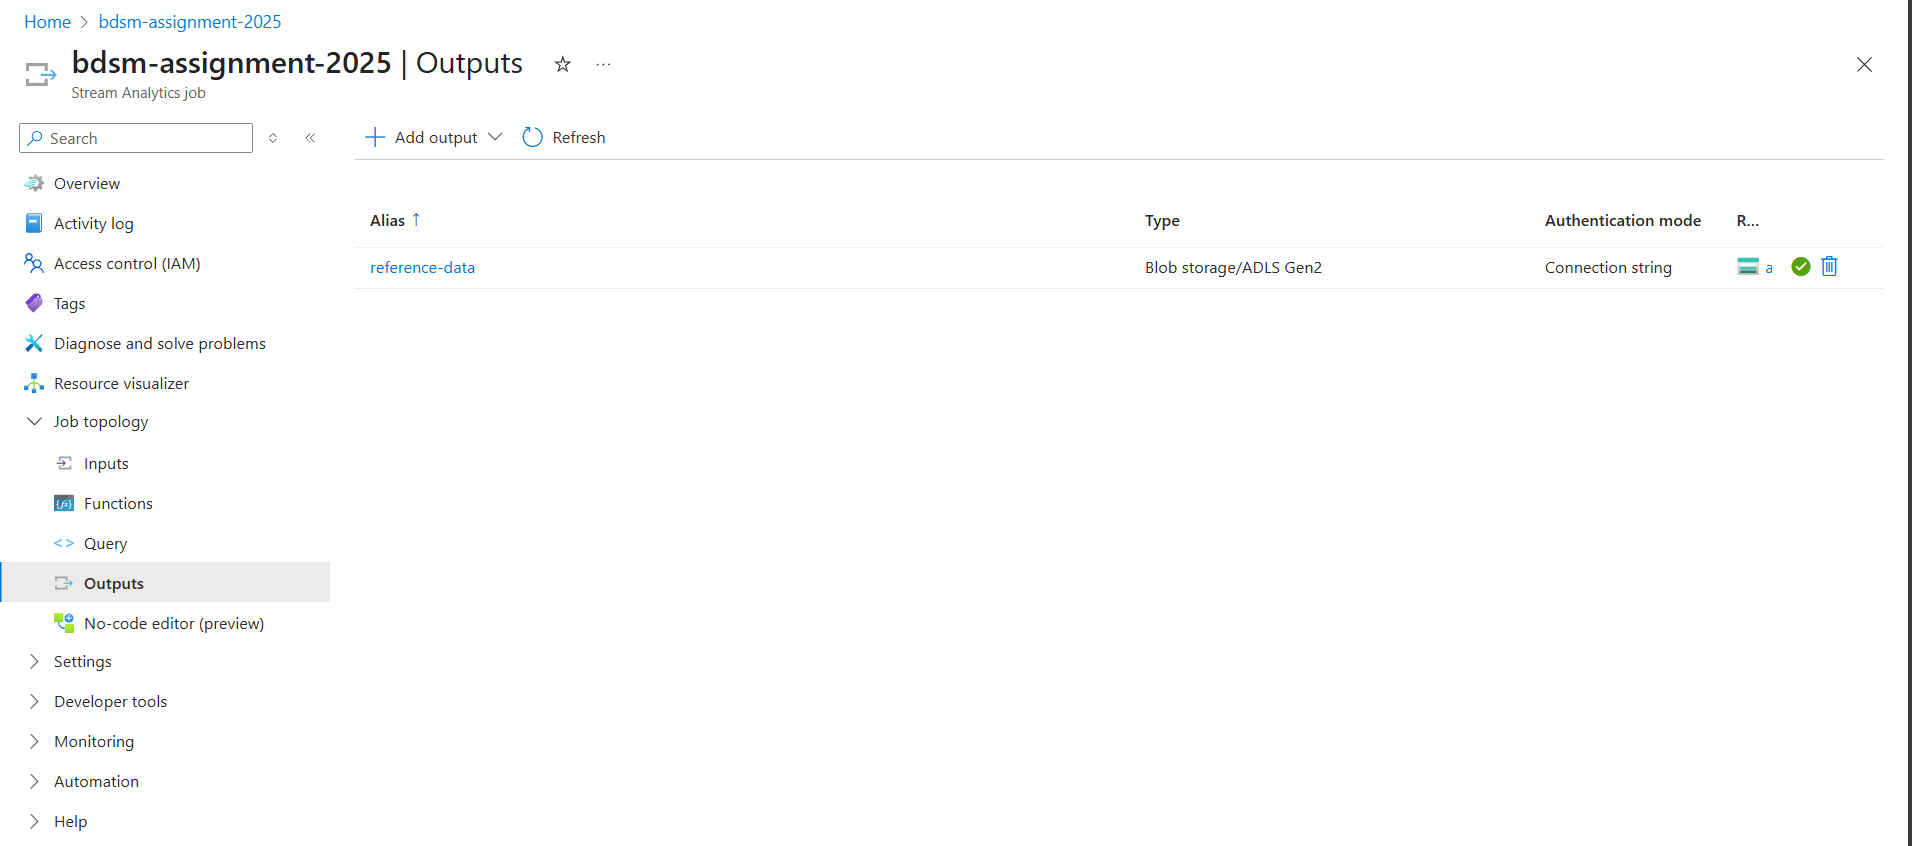 Home > bdsm-assignment-2025
bdsm-assignment-2025 | Outputs
Stream Analytics job
Search
Add output
Refresh
Overview
Activity log
Access control (IAM)
Tags
Diagnose and solve problems
Resource visualizer
Job topology
Inputs
Functions
Query
Outputs
No-code editor (preview)
Settings
Developer tools
Monitoring
Automation
Help
Alias ↑ Type Authentication mode R...
reference-data Blob storage/ADLS Gen2 Connection string a